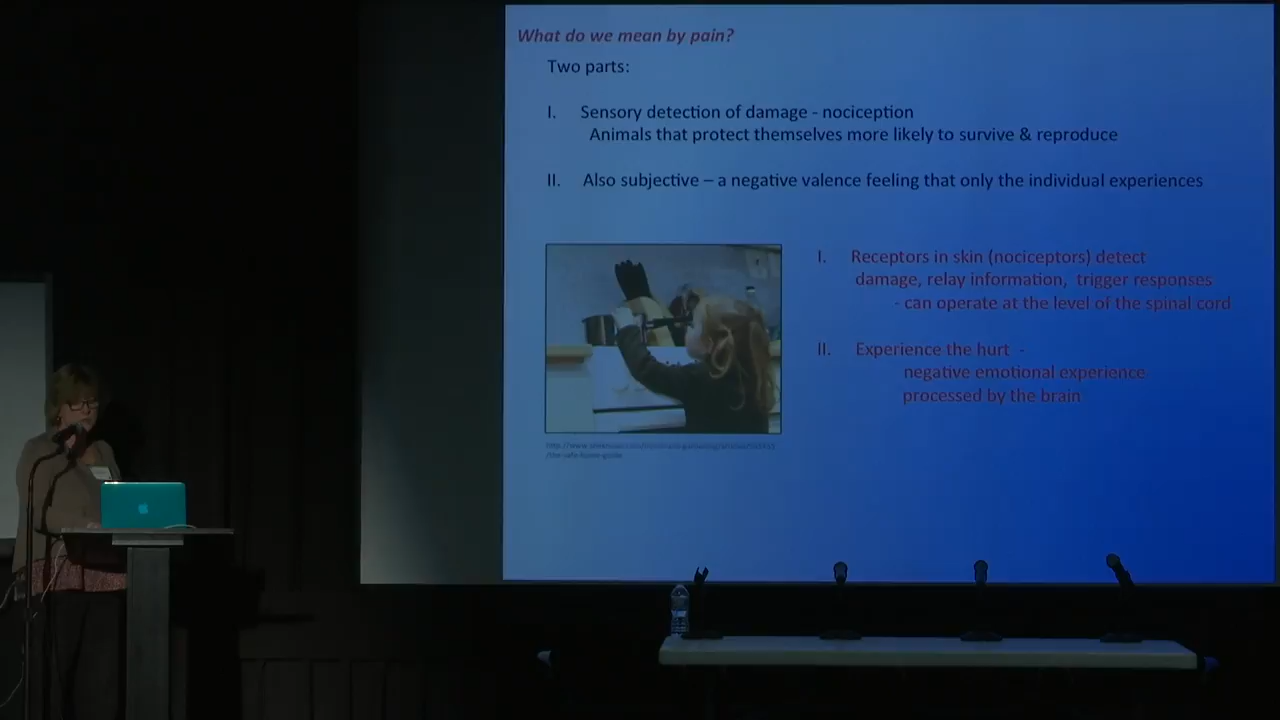 What do we mean by pain?
Two parts:
I. Sensory detection of damage - nociception
Animals that protect themselves more likely to survive & reproduce
II. Also subjective – a negative valence feeling that only the individual experiences
I. Receptors in skin (nociceptors) detect
damage, relay information, trigger responses
- can operate at the level of the spinal cord
II. Experience the hurt -
negative emotional experience
processed by the brain